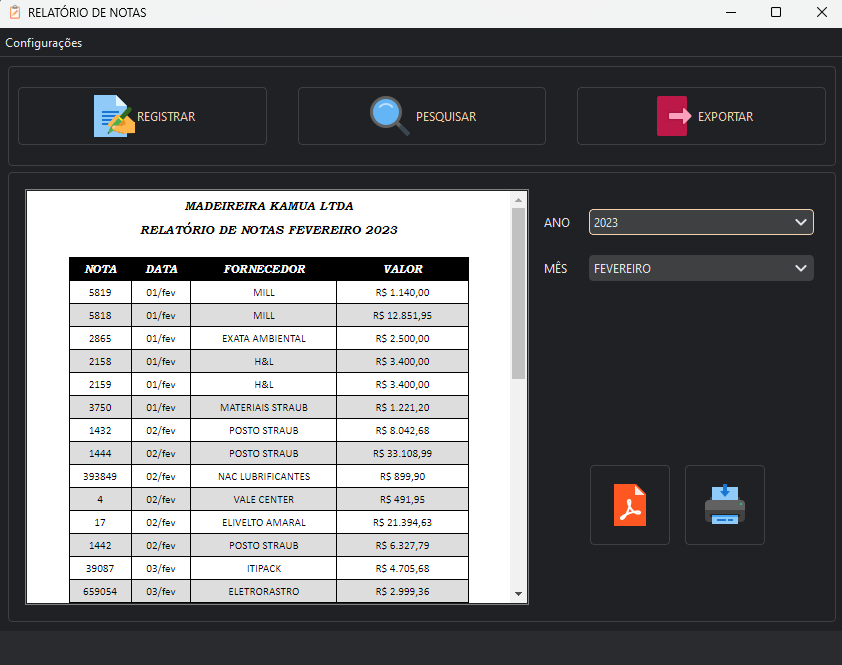 RELATÓRIO DE NOTAS
Configurações
REGISTRAR PESQUISAR EXPORTAR
MADEIREIRA KAMUA LTDA
RELATÓRIO DE NOTAS FEVEREIRO 2023
NOTA DATA FORNECEDOR VALOR
5819 01/fev MILL R$ 1.140,00
5818 01/fev MILL R$ 12.851,95
2865 01/fev EXATA AMBIENTAL R$ 2.500,00
2158 01/fev H&L R$ 3.400,00
2159 01/fev H&L R$ 3.400,00
3750 01/fev MATERIAIS STRAUB R$ 1.221,20
1432 02/fev POSTO STRAUB R$ 8.042,68
1444 02/fev POSTO STRAUB R$ 33.108,99
393849 02/fev NAC LUBRIFICANTES R$ 899,90
4 02/fev VALE CENTER R$ 491,95
17 02/fev ELIVELTO AMARAL R$ 21.394,63
1442 02/fev POSTO STRAUB R$ 6.327,79
39087 03/fev ITIPACK R$ 4.705,68
659054 03/fev ELETRORASTRO R$ 2.999,36
ANO 2023
MÊS FEVEREIRO